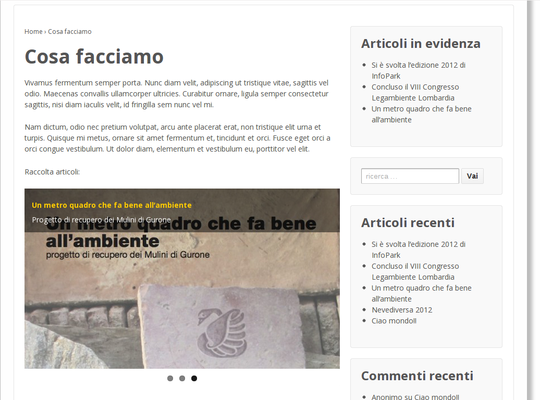 Home › Cosa facciamo
Cosa facciamo
Vivamus fermentum semper porta. Nunc diam velit, adipiscing ut tristique vitae, sagittis vel
odio. Maecenas convallis ullamcorper ultricies. Curabitur ornare, ligula semper consectetur
sagittis, nisi diam iaculis velit, id fringilla sem nunc vel mi.
Nam dictum, odio nec pretium volutpat, arcu ante placerat erat, non tristique elit urna et
turpis. Quisque mi metus, ornare sit amet fermentum et, tincidunt et orci. Fusce eget orci a
orci congue vestibulum. Ut dolor diam, elementum et vestibulum eu, porttitor vel elit.
Raccolta articoli:
Un metro quadro che fa bene all'ambiente
Progetto di recupero dei Mulini di Gurone
Un metro quadro che fa bene
all'ambiente
progetto di recupero dei Mulini di Gurone
Articoli in evidenza
Si è svolta l'edizione 2012 di
InfoPark
Concluso il VIII Congresso
Legambiente Lombardia
Un metro quadro che fa bene
all'ambiente
ricerca ...
Vai
Articoli recenti
Si è svolta l'edizione 2012 di
InfoPark
Concluso il VIII Congresso
Legambiente Lombardia
Un metro quadro che fa bene
all'ambiente
Nevediversa 2012
Ciao mondo!!
Commenti recenti
Anonimo su Ciao mondo!!